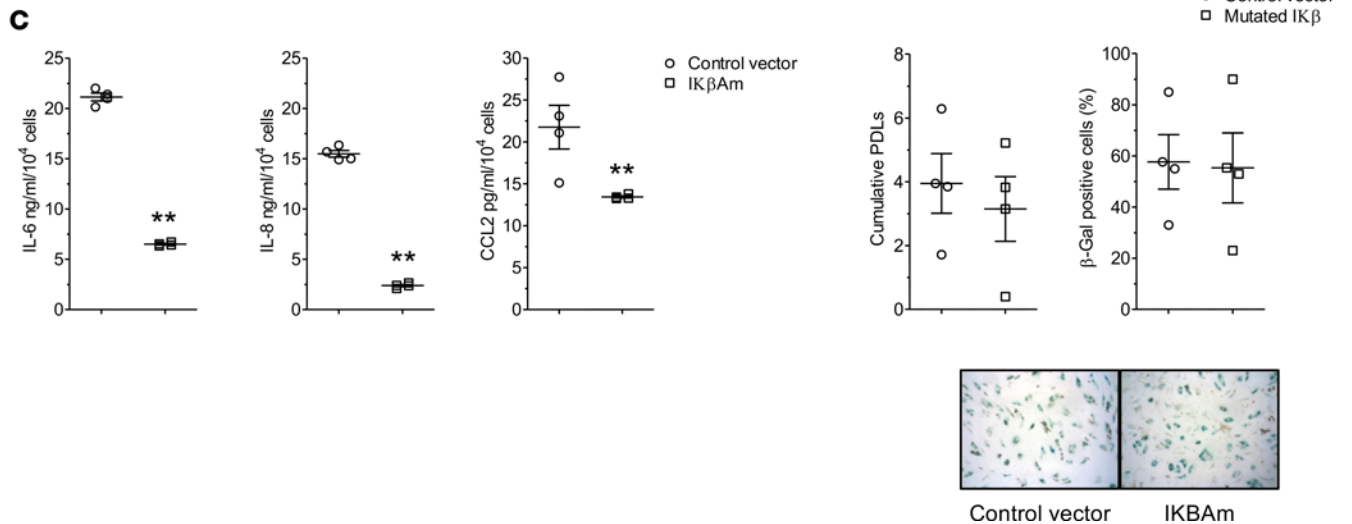 C
Control vector
Mutated IKβ
25
20
15
10
5
0
IL-6 ng/ml/10⁴ cells
**
25
20
15
10
5
0
IL-8 ng/ml/10⁴ cells
**
30
25
20
15
10
5
0
CCL2 pg/ml/10⁴ cells
**
Control vector
IKβAm
8
6
4
2
0
Cumulative PDLs
100
80
60
40
20
0
β-Gal positive cells (%)
Control vector
IKBAm